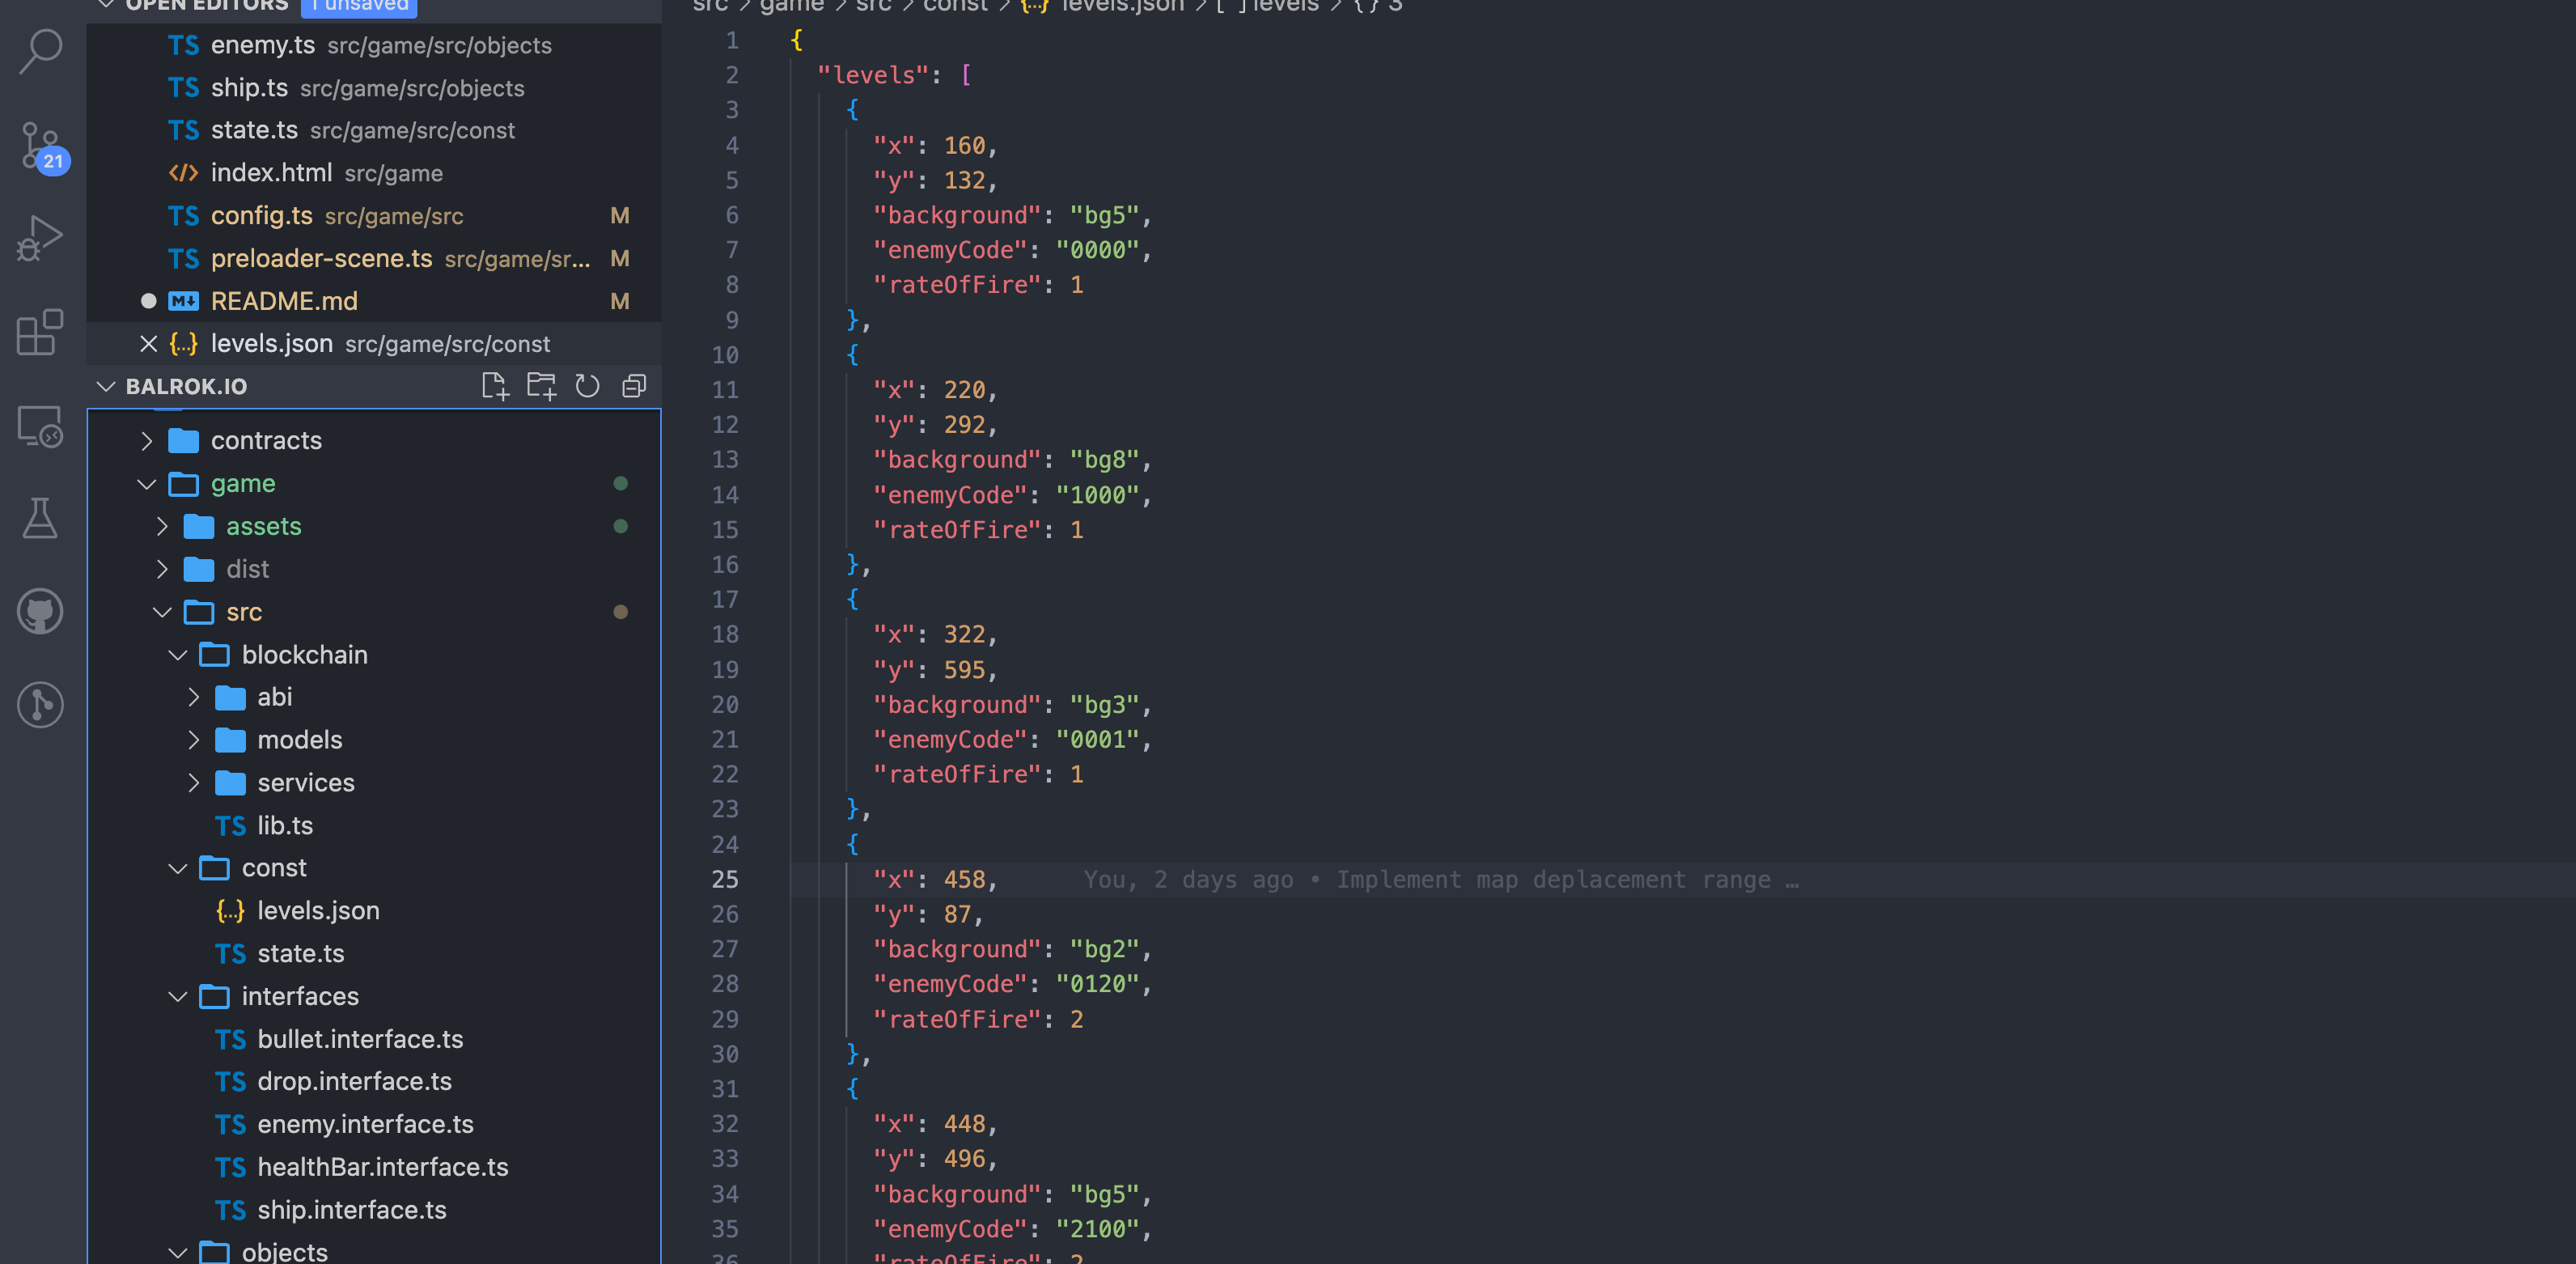 OPEN EDITORS 1 unsaved
TS enemy.ts src/game/src/objects
TS ship.ts src/game/src/objects
TS state.ts src/game/src/const
21
</> index.html src/game
TS config.ts src/game/src M
TS preloader-scene.ts src/game/sr... M
M↓ README.md M
{...} levels.json src/game/src/const
BALROK.IO
contracts
game
assets
dist
src
blockchain
abi
models
services
TS lib.ts
const
{...} levels.json
TS state.ts
interfaces
TS bullet.interface.ts
TS drop.interface.ts
TS enemy.interface.ts
TS healthBar.interface.ts
TS ship.interface.ts
objects
src > game > src > const > {...} levels.json > [ ] levels > { } 3
1 {
2 "levels": [
3 {
4 "x": 160,
5 "y": 132,
6 "background": "bg5",
7 "enemyCode": "0000",
8 "rateOfFire": 1
9 },
10 {
11 "x": 220,
12 "y": 292,
13 "background": "bg8",
14 "enemyCode": "1000",
15 "rateOfFire": 1
16 },
17 {
18 "x": 322,
19 "y": 595,
20 "background": "bg3",
21 "enemyCode": "0001",
22 "rateOfFire": 1
23 },
24 {
25 "x": 458, You, 2 days ago • Implement map deplacement range …
26 "y": 87,
27 "background": "bg2",
28 "enemyCode": "0120",
29 "rateOfFire": 2
30 },
31 {
32 "x": 448,
33 "y": 496,
34 "background": "bg5",
35 "enemyCode": "2100",
36 "rateOfFire": 2